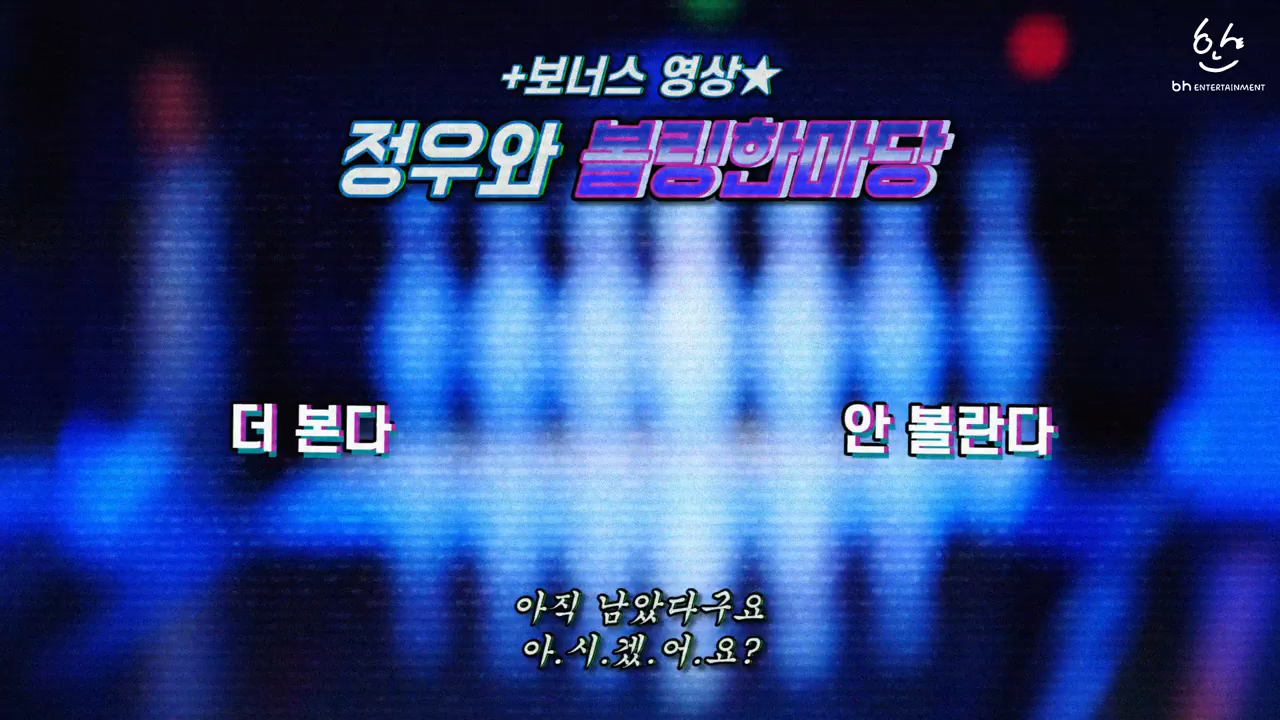 +보너스 영상★
정우와 볼링한마당
더 본다
안 볼란다
아직 남았다구요
아.시.겠.어.요?
bh ENTERTAINMENT